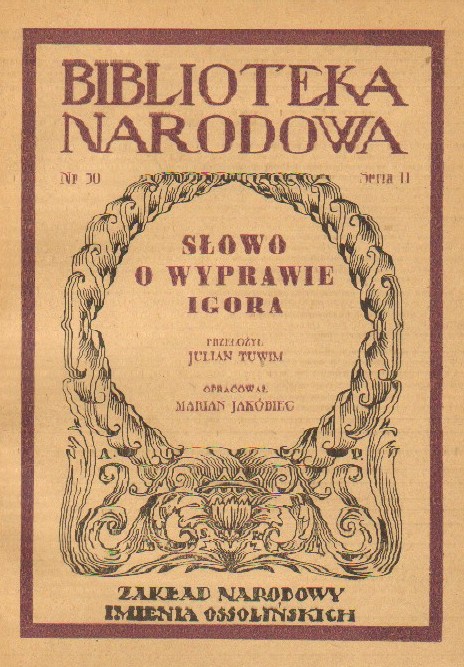 BIBLIOTEKA
NARODOWA
Nr 50 Seria II
SŁOWO
O WYPRAWIE
IGORA
PRZEŁOŻYŁ
JULIAN TUWIM
OPRACOWAŁ
MARIAN JAKÓBIEC
ZAKŁAD NARODOWY
IMIENIA OSSOLIŃSKICH